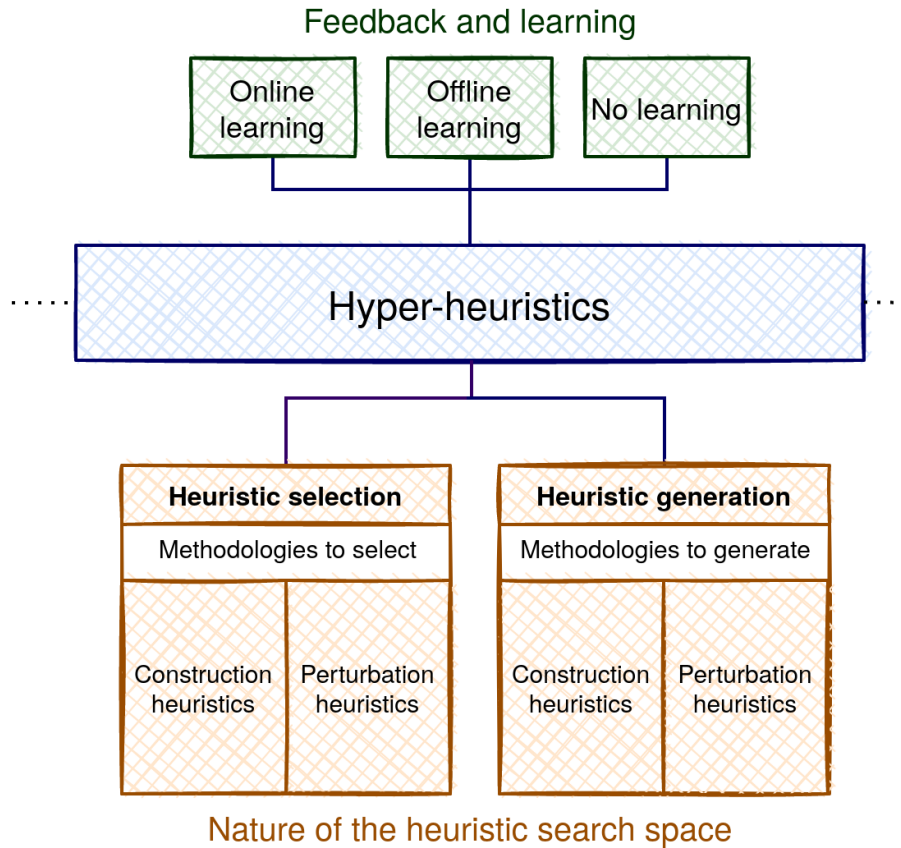 Feedback and learning
Online
learning
Offline
learning
No learning
Hyper-heuristics
Heuristic selection
Methodologies to select
Construction
heuristics
Perturbation
heuristics
Heuristic generation
Methodologies to generate
Construction
heuristics
Perturbation
heuristics
Nature of the heuristic search space